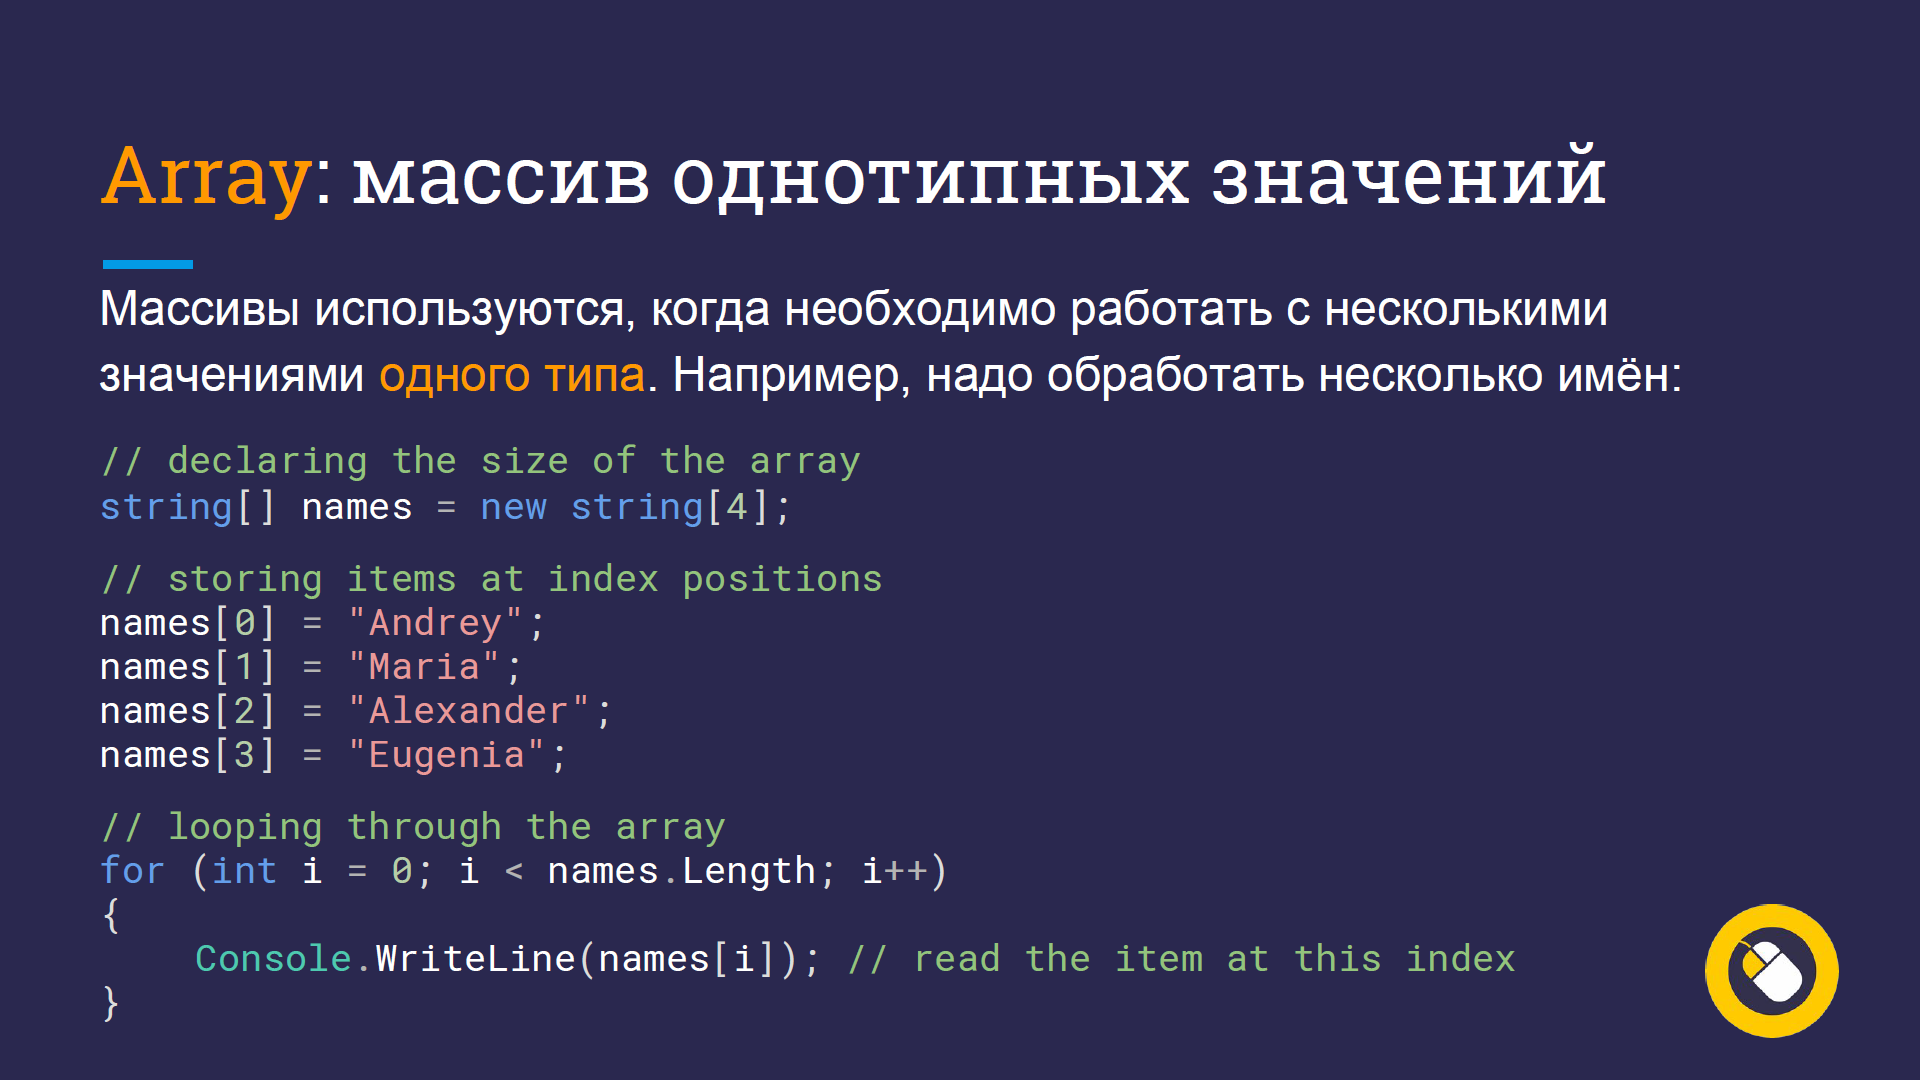 Array: массив однотипных значений
Массивы используются, когда необходимо работать с несколькими
значениями одного типа. Например, надо обработать несколько имён:
// declaring the size of the array
string[] names = new string[4];
// storing items at index positions
names[0] = "Andrey";
names[1] = "Maria";
names[2] = "Alexander";
names[3] = "Eugenia";
// looping through the array
for (int i = 0; i < names.Length; i++)
{
    Console.WriteLine(names[i]); // read the item at this index
}